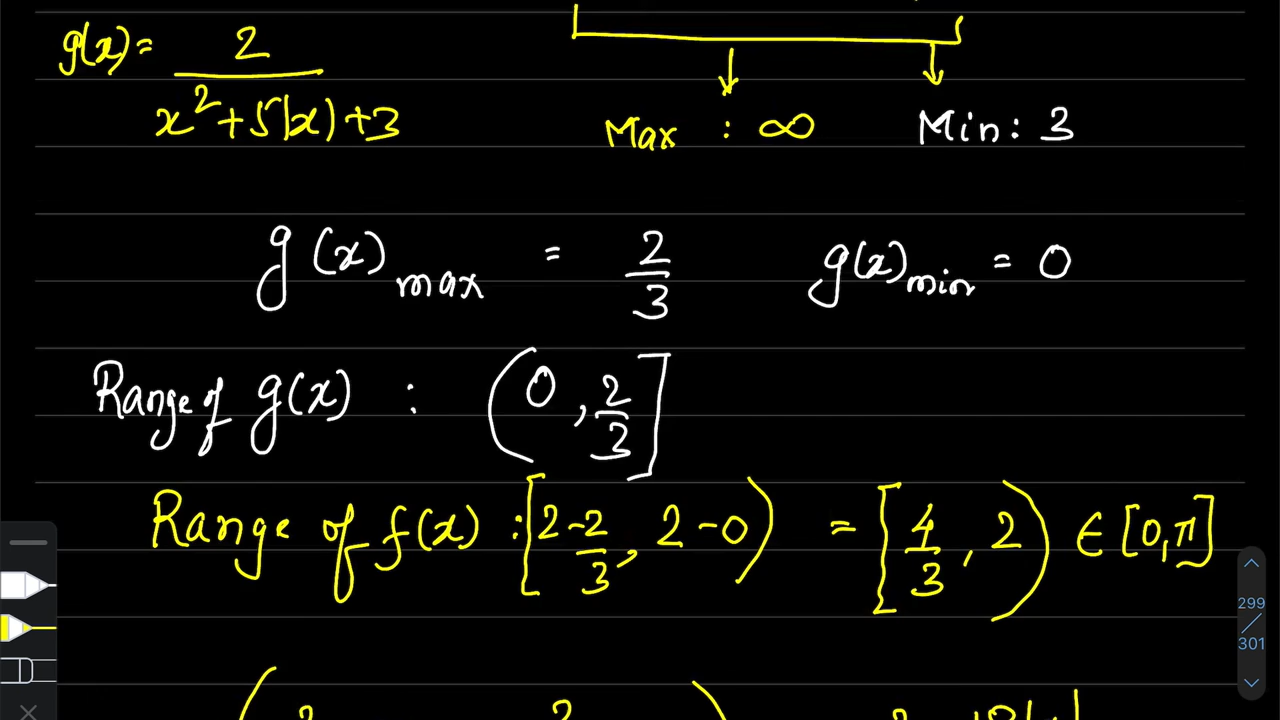 g(x) = 2 / (x² + 5|x| + 3)
Max : ∞ Min : 3
g(x)max = 2/3 g(x)min = 0
Range of g(x) : (0, 2/3]
Range of f(x) : [2 - 2/3, 2 - 0) = [4/3, 2) ∈ [0, π]
299
/
301